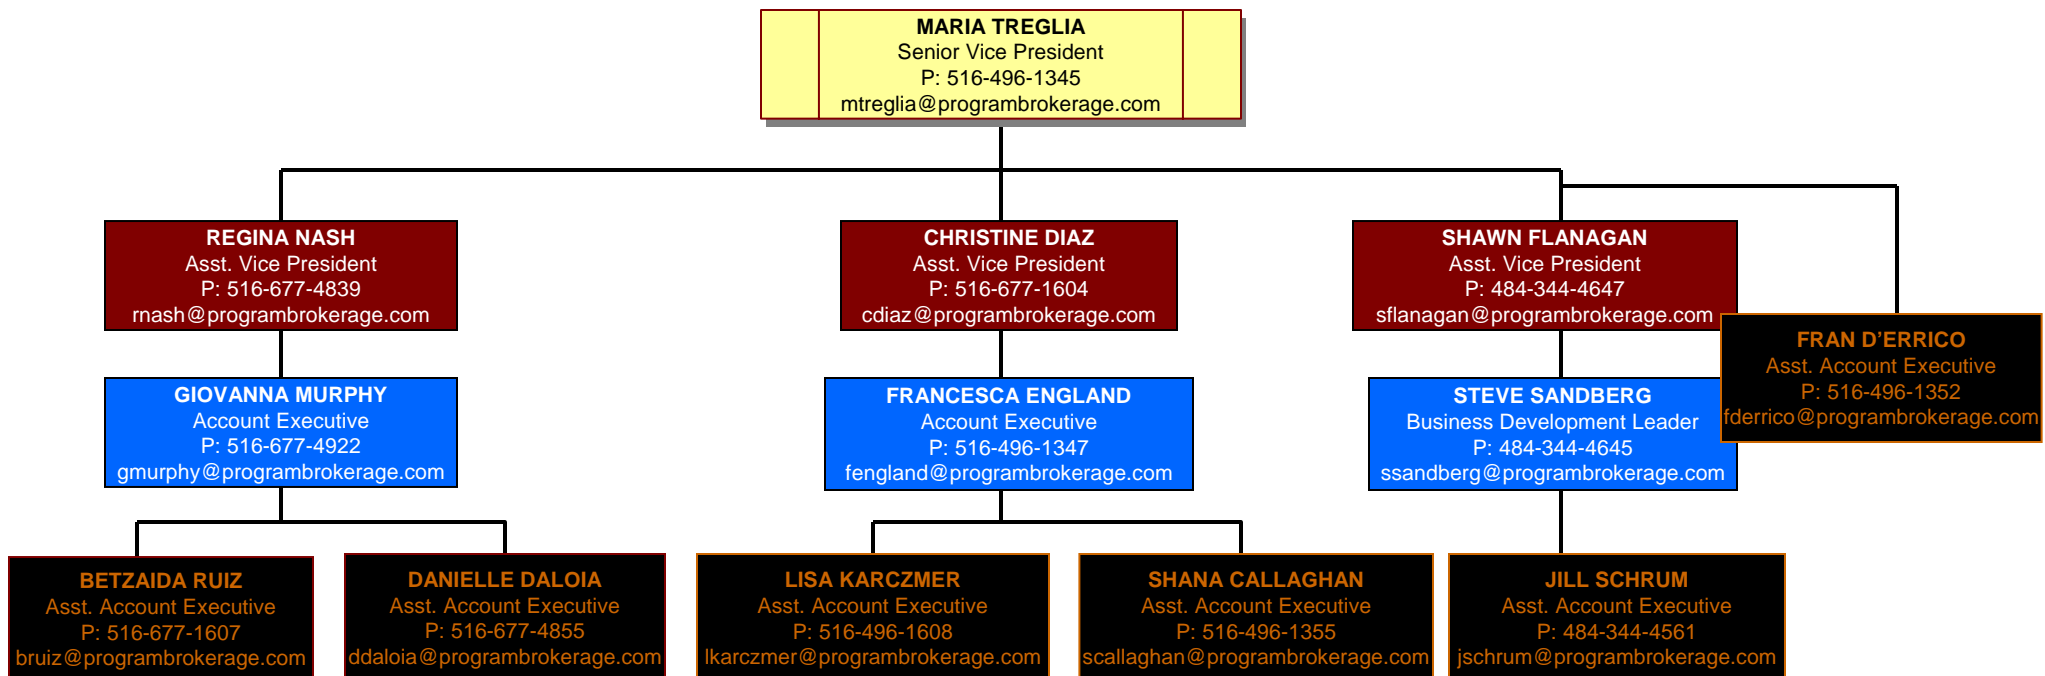 MARIA TREGLIA
Senior Vice President
P: 516-496-1345
mtreglia@programbrokerage.com
REGINA NASH
Asst. Vice President
P: 516-677-4839
rnash@programbrokerage.com
CHRISTINE DIAZ
Asst. Vice President
P: 516-677-1604
cdiaz@programbrokerage.com
SHAWN FLANAGAN
Asst. Vice President
P: 484-344-4647
sflanagan@programbrokerage.com
FRAN D’ERRICO
Asst. Account Executive
P: 516-496-1352
fderrico@programbrokerage.com
GIOVANNA MURPHY
Account Executive
P: 516-677-4922
gmurphy@programbrokerage.com
FRANCESCA ENGLAND
Account Executive
P: 516-496-1347
fengland@programbrokerage.com
STEVE SANDBERG
Business Development Leader
P: 484-344-4645
ssandberg@programbrokerage.com
BETZAIDA RUIZ
Asst. Account Executive
P: 516-677-1607
bruiz@programbrokerage.com
DANIELLE DALOIA
Asst. Account Executive
P: 516-677-4855
ddaloia@programbrokerage.com
LISA KARCZMER
Asst. Account Executive
P: 516-496-1608
lkarczmer@programbrokerage.com
SHANA CALLAGHAN
Asst. Account Executive
P: 516-496-1355
scallaghan@programbrokerage.com
JILL SCHRUM
Asst. Account Executive
P: 484-344-4561
jschrum@programbrokerage.com